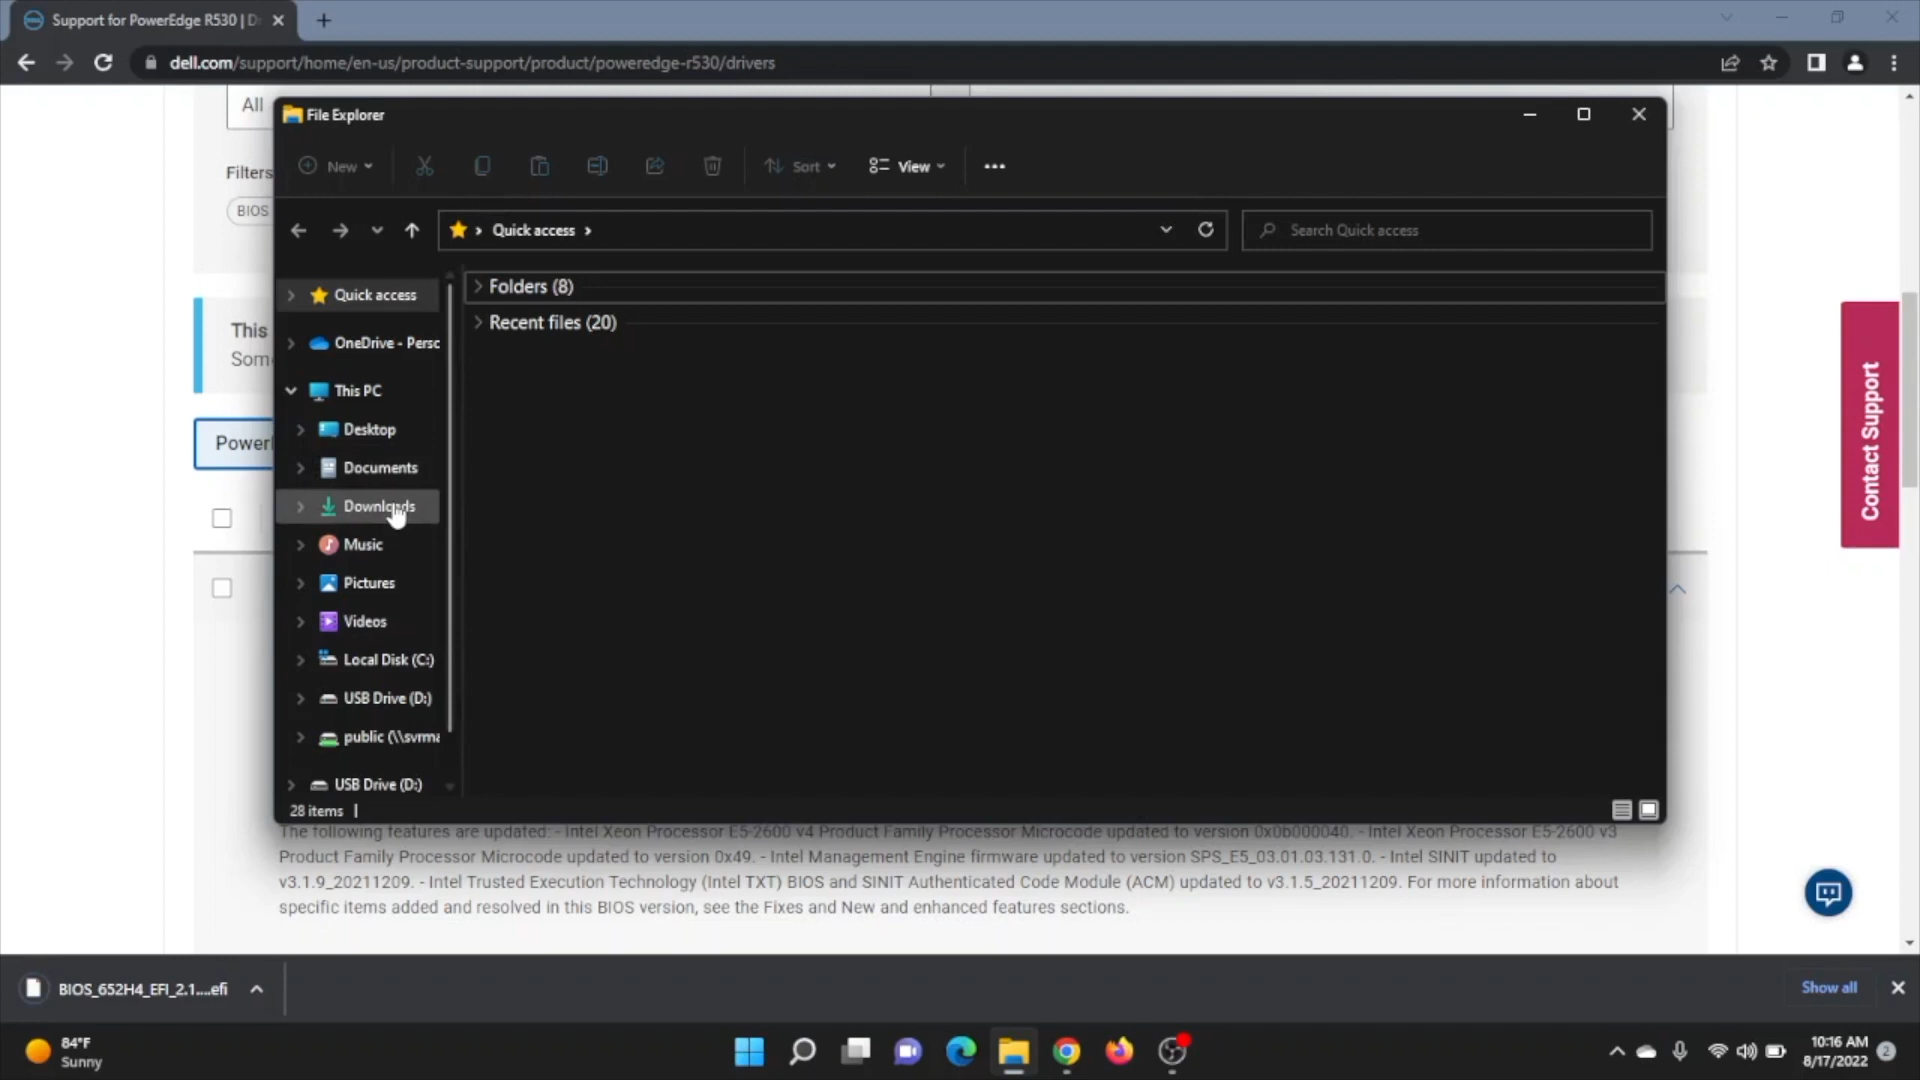 Support for PowerEdge R530 | D
dell.com/support/home/en-us/product-support/product/poweredge-r530/drivers
All
Filters
BIOS
This
Som
Power
File Explorer
New
Sort
View
Quick access
Search Quick access
Quick access
OneDrive - Perso
This PC
Desktop
Documents
Downloads
Music
Pictures
Videos
Local Disk (C:)
USB Drive (D:)
public (\\svrma
USB Drive (D:)
Folders (8)
Recent files (20)
28 items
Contact Support
The following features are updated: - Intel Xeon Processor E5-2600 v4 Product Family Processor Microcode updated to version 0x0b000040. - Intel Xeon Processor E5-2600 v3
Product Family Processor Microcode updated to version 0x49. - Intel Management Engine firmware updated to version SPS_E5_03.01.03.131.0. - Intel SINIT updated to
v3.1.9_20211209. - Intel Trusted Execution Technology (Intel TXT) BIOS and SINIT Authenticated Code Module (ACM) updated to v3.1.5_20211209. For more information about
specific items added and resolved in this BIOS version, see the Fixes and New and enhanced features sections.
BIOS_652H4_EFI_2.1....efi
Show all
84°F
Sunny
10:16 AM
8/17/2022
2